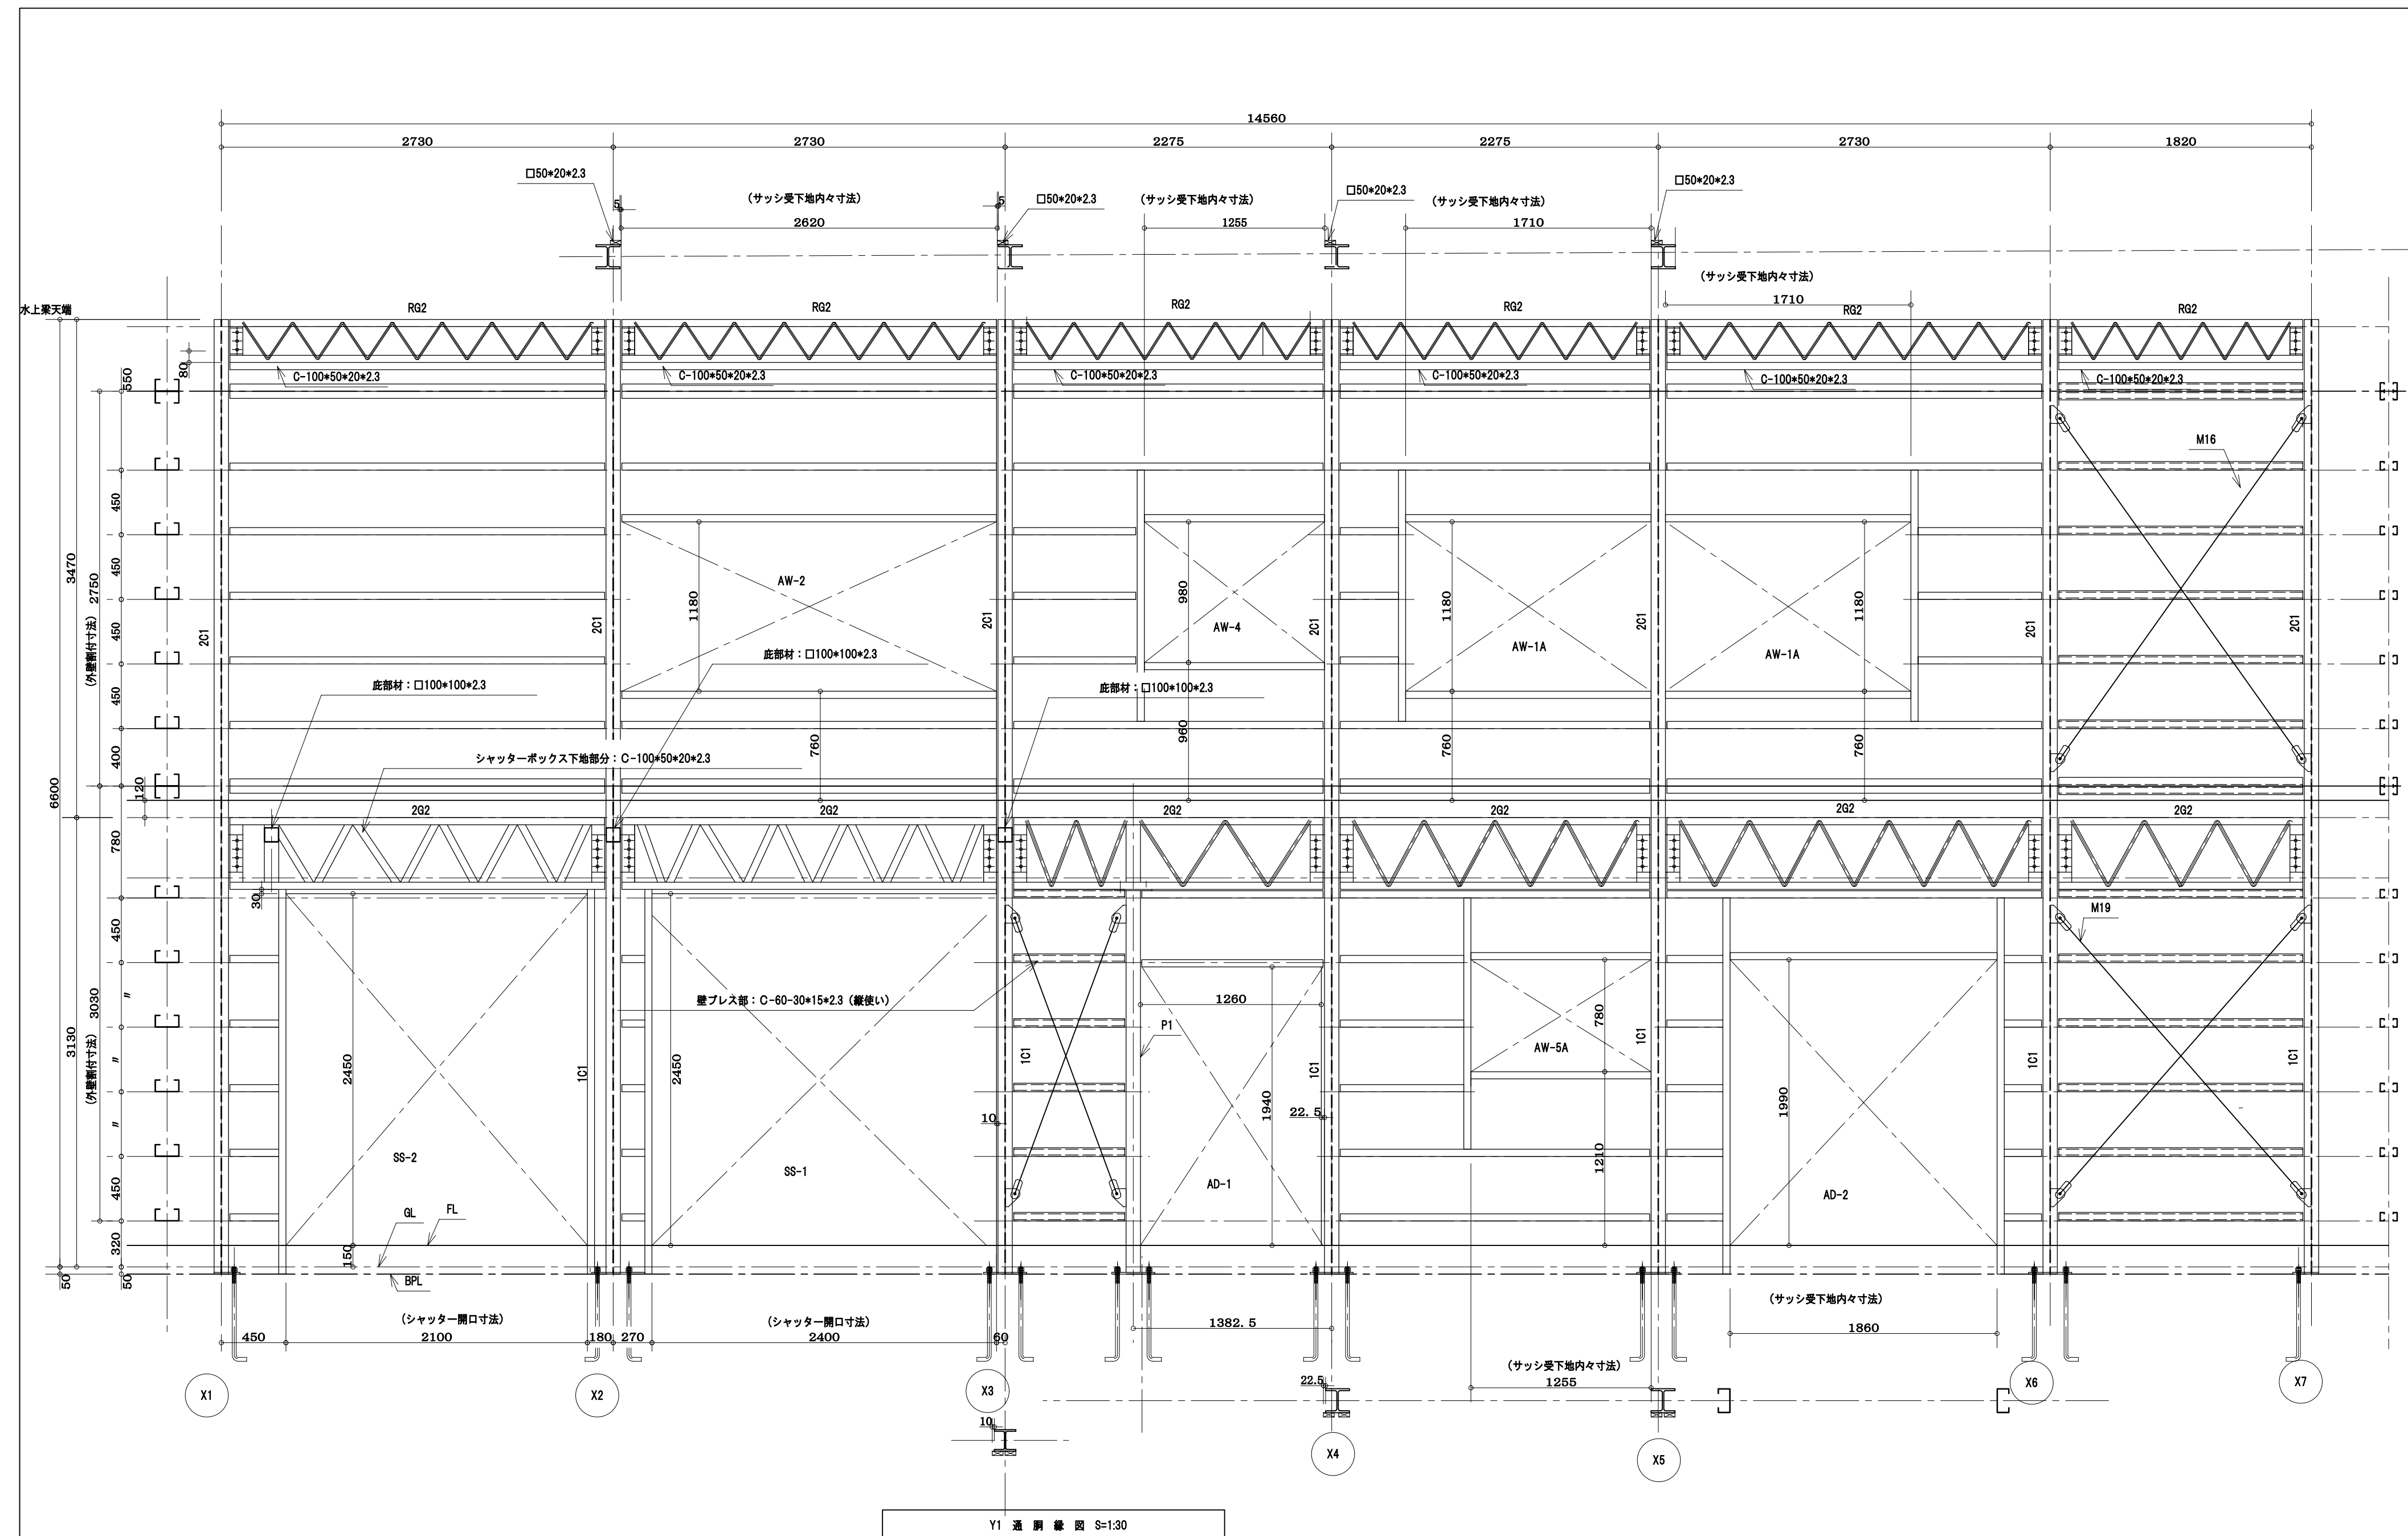 14560
2730
2730
2275
2275
2730
1820
□50*20*2.3
□50*20*2.3
□50*20*2.3
□50*20*2.3
(サッシ受下地内々寸法)
(サッシ受下地内々寸法)
(サッシ受下地内々寸法)
5
2620
5
1255
1710
(サッシ受下地内々寸法)
1710
水上梁天端
RG2
RG2
RG2
RG2
RG2
RG2
80
550
C-100*50*20*2.3
C-100*50*20*2.3
C-100*50*20*2.3
C-100*50*20*2.3
C-100*50*20*2.3
C-100*50*20*2.3
M16
450
450
450
450
400
120
3470
2750
(外壁割付寸法)
6600
2C1
2C1
2C1
2C1
2C1
2C1
2C1
AW-2
1180
760
AW-4
980
960
AW-1A
1180
760
AW-1A
1180
760
庇部材：□100*100*2.3
庇部材：□100*100*2.3
庇部材：□100*100*2.3
シャッターボックス下地部分：C-100*50*20*2.3
2G2
2G2
2G2
2G2
2G2
2G2
780
30
450
〃
〃
〃
450
320
50
50
3130
3030
(外壁割付寸法)
2450
150
SS-2
1C1
2450
SS-1
10
壁ブレス部：C-60-30*15*2.3（縦使い）
1C1
1260
P1
1940
AD-1
1C1
22.5
780
AW-5A
1210
1C1
1990
AD-2
1C1
M19
1C1
GL
FL
BPL
(シャッター開口寸法)
(シャッター開口寸法)
(サッシ受下地内々寸法)
450
2100
180
270
2400
60
1382.5
1860
(サッシ受下地内々寸法)
22.5
1255
10
X1
X2
X3
X4
X5
X6
X7
Y1 通 胴 縁 図 S=1:30